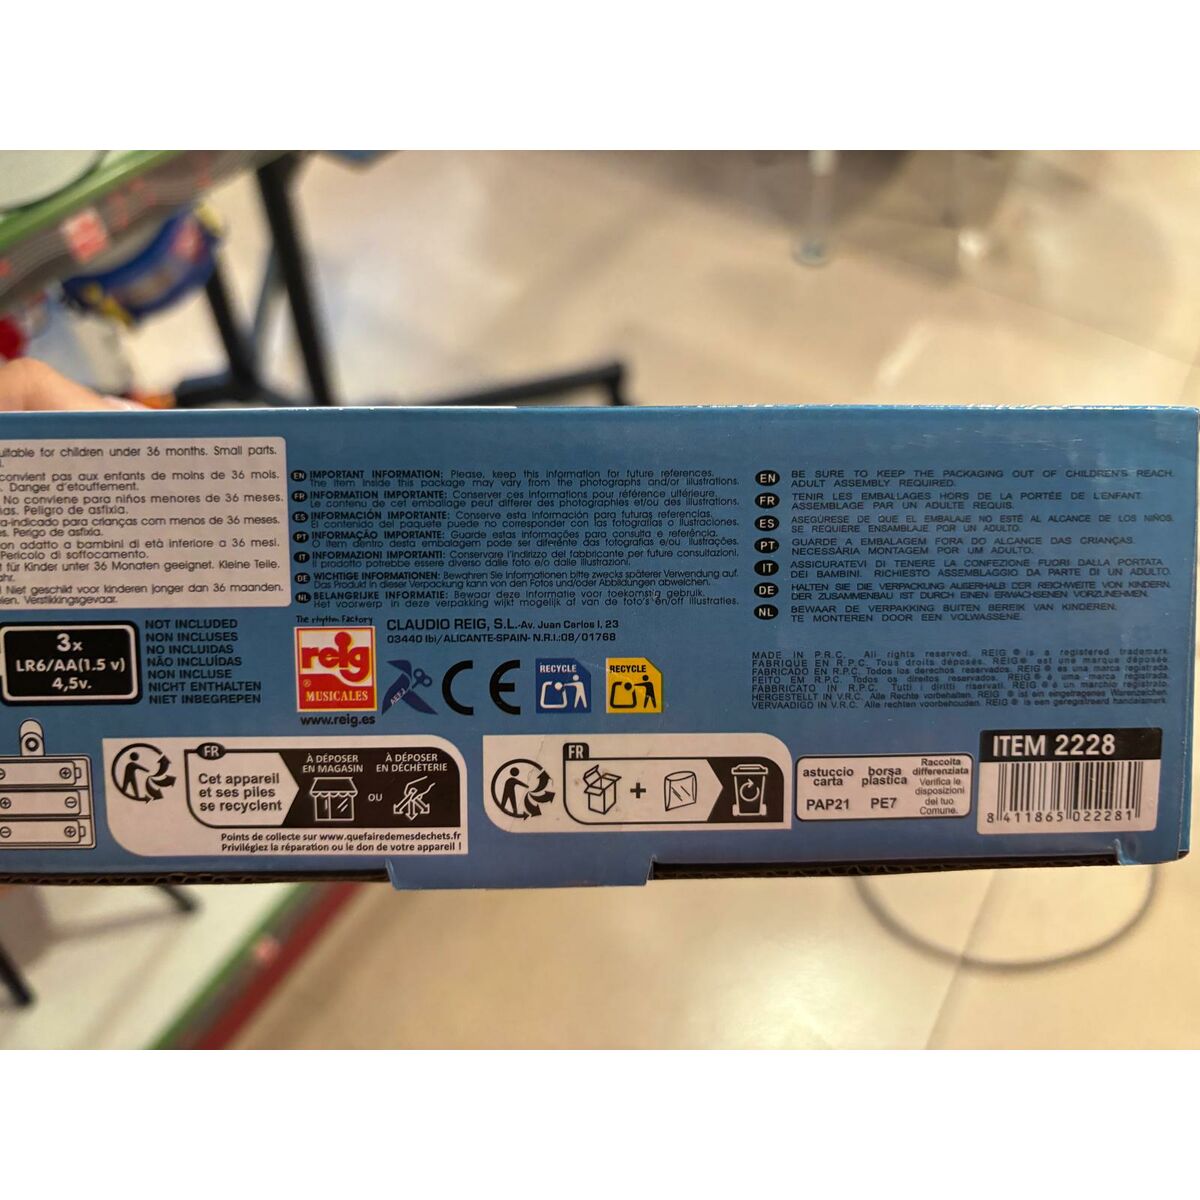 uitable for children under 36 months. Small parts.
convient pas aux enfants de moins de 36 mois.
. Danger d'étouffement.
No conviene para niños menores de 36 meses.
as. Peligro de asfixia.
a-indicado para crianças com menos de 36 meses.
s. Perigo de asfixia.
on adatto a bambini di età inferiore a 36 mesi.
Pericolo di soffocamento.
t für Kinder unter 36 Monaten geeignet. Kleine Teile.
ahr.
Niet geschikt voor kinderen jonger dan 36 maanden.
len. Verstikkingsgevaar.
3x
LR6/AA(1.5 v)
4,5v.
NOT INCLUDED
NON INCLUSES
NO INCLUIDAS
NÃO INCLUÍDAS
NON INCLUSE
NICHT ENTHALTEN
NIET INBEGREPEN
EN IMPORTANT INFORMATION: Please, keep this information for future references.
The item inside this package may vary from the photographs and/or illustrations.
FR INFORMATION IMPORTANTE: Conserver ces informations pour référence ultérieure
Le contenu de cet emballage peut différer des photographies et/ou des illustrations.
ES INFORMACIÓN IMPORTANTE: Conserve esta información para futuras referencias.
El contenido del paquete puede no corresponder con las fotografías o ilustraciones.
PT INFORMAÇÃO IMPORTANTE: Guarde estas informações para consulta e referência.
O item dentro desta embalagem pode ser diferente das fotografias e/ou ilustrações.
IT INFORMAZIONI IMPORTANTI: Conservare l'indirizzo del fabbricante per future consultazioni.
Il prodotto potrebbe essere diverso dalle foto e/o dalle illustrazioni.
DE WICHTIGE INFORMATIONEN: Bewahren Sie Informationen bitte zwecks späterer Verwendung auf.
Das Produkt in dieser Verpackung kann von den Fotos und/oder Abbildungen abweichen.
NL BELANGRIJKE INFORMATIE: Bewaar deze informatie voor toekomstig gebruik.
Het voorwerp in deze verpakking wijkt mogelijk af van de foto's en/off illustraties.
The rhythm Factory
reig
®
MUSICALES
www.reig.es
CLAUDIO REIG, S.L.-Av. Juan Carlos I, 23
03440 Ibi/ALICANTE-SPAIN- N.R.I.:08/01768
AEFJ
CE
RECYCLE
RECYCLE
EN BE SURE TO KEEP THE PACKAGING OUT OF CHILDREN'S REACH.
ADULT ASSEMBLY REQUIRED.
FR TENIR LES EMBALLAGES HORS DE LA PORTÉE DE L'ENFANT.
ASSEMBLAGE PAR UN ADULTE REQUIS.
ES ASEGÚRESE DE QUE EL EMBALAJE NO ESTÉ AL ALCANCE DE LOS NIÑOS.
SE REQUIERE ENSAMBLAJE POR UN ADULTO.
PT GUARDE A EMBALAGEM FORA DO ALCANCE DAS CRIANÇAS.
NECESSÁRIA MONTAGEM POR UM ADULTO.
IT ASSICURATEVI DI TENERE LA CONFEZIONE FUORI DALLA PORTATA
DEI BAMBINI. RICHIESTO ASSEMBLAGGIO DA PARTE DI UN ADULTO.
DE HALTEN SIE DIE VERPACKUNG AUSSERHALB DER REICHWEITE VON KINDERN.
DER ZUSAMMENBAU IST DURCH EINEN ERWACHSENEN VORZUNEHMEN.
NL BEWAAR DE VERPAKKING BUITEN BEREIK VAN KINDEREN.
TE MONTEREN DOOR EEN VOLWASSENE.
MADE IN P.R.C. All rights reserved. REIG ® is a registered trademark.
FABRIQUE EN R.P.C. Tous droits déposés. REIG ® est une marque déposée.
FABRICADO EN R.P.C. Todos los derechos reservados. REIG ® es una marca registrada.
FEITO EM R.P.C. Todos os direitos reservados. REIG ® é uma marca registrada.
FABBRICATO IN R.P.C. Tutti i diritti riservati. REIG ® è un marchio registrato.
HERGESTELLT IN V.R.C. Alle Rechte vorbehalten. REIG ® ist ein eingetragenes Warenzeichen.
VERVAADIGD IN V.R.C. Alle rechten voorbehouden. REIG ® is een geregistreerd handelsmerk
FR
Cet appareil
et ses piles
se recyclent
À DÉPOSER
EN MAGASIN
OU
À DÉPOSER
EN DÉCHÈTERIE
Points de collecte sur www.quefairedemesdechets.fr
Privilégiez la réparation ou le don de votre appareil !
FR
+
astuccio
carta
PAP21
borsa
plastica
PE7
Raccolta
differenziata
Verifica le
disposizioni
del tuo
Comune.
ITEM 2228
8 411865 022281